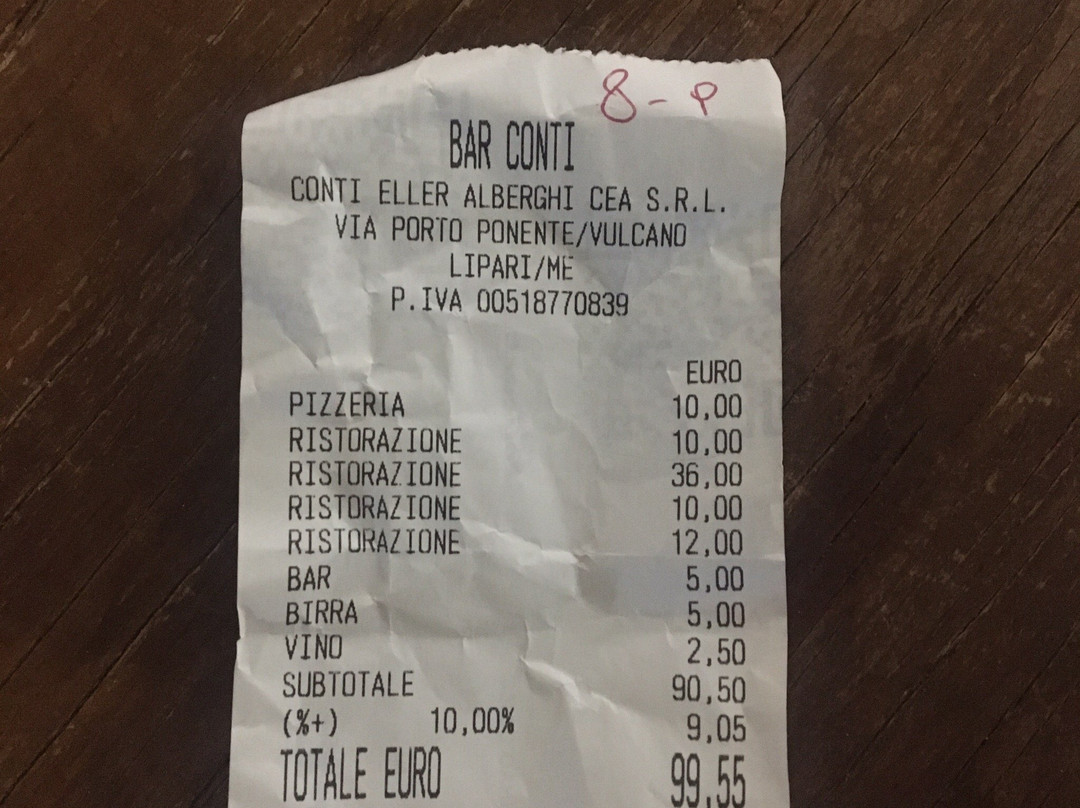 8 - P
BAR CONTI
CONTI ELLER ALBERGHI CEA S.R.L.
VIA PORTO PONENTE/VULCANO
LIPARI/ME
P.IVA 00518770839
EURO
PIZZERIA 10,00
RISTORAZIONE 10,00
RISTORAZIONE 36,00
RISTORAZIONE 10,00
RISTORAZIONE 12,00
BAR 5,00
BIRRA 5,00
VINO 2,50
SUBTOTALE 90,50
(%+) 10,00% 9,05
TOTALE EURO 99,55